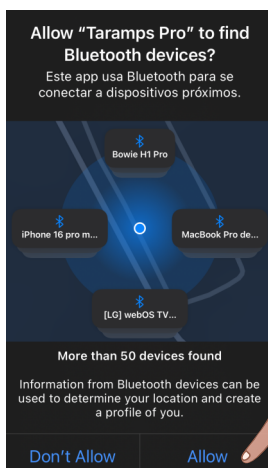 Allow “Taramps Pro” to find
Bluetooth devices?
Este app usa Bluetooth para se
conectar a dispositivos próximos.
Bowie H1 Pro
iPhone 16 pro m...
MacBook Pro de...
[LG] webOS TV...
More than 50 devices found
Information from Bluetooth devices can be
used to determine your location and create
a profile of you.
Don’t Allow
Allow